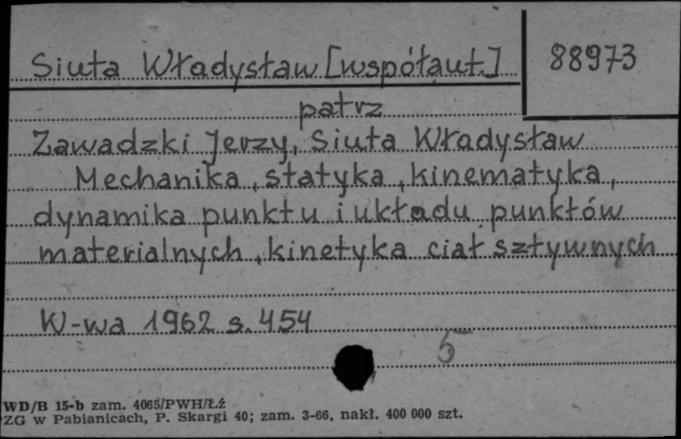 Siuta Władysław [współaut.]
88973
patrz
Zawadzki Jerzy, Siuta Władysław
Mechanika, statyka, kinematyka,
dynamika punktu i układu punktów
materialnych, kinetyka ciał sztywnych
W-wa 1962 s. 454
5
WD/B 15-b zam. 4065/PWH/Łź
ZG w Pabianicach, P. Skargi 40; zam. 3-66, nakł. 400 000 szt.